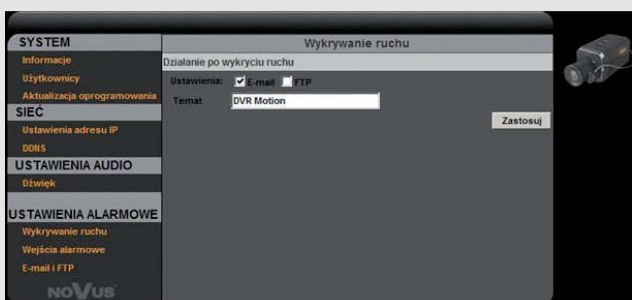 SYSTEM
Informacje
Użytkownicy
Aktualizacja oprogramowania
SIEĆ
Ustawienia adresu IP
DDNS
USTAWIENIA AUDIO
Dźwięk
USTAWIENIA ALARMOWE
Wykrywanie ruchu
Wejścia alarmowe
E-mail i FTP
NOVUS
Wykrywanie ruchu
Działanie po wykryciu ruchu
Ustawienia: E-mail FTP
Temat DVR Motion
Zastosuj